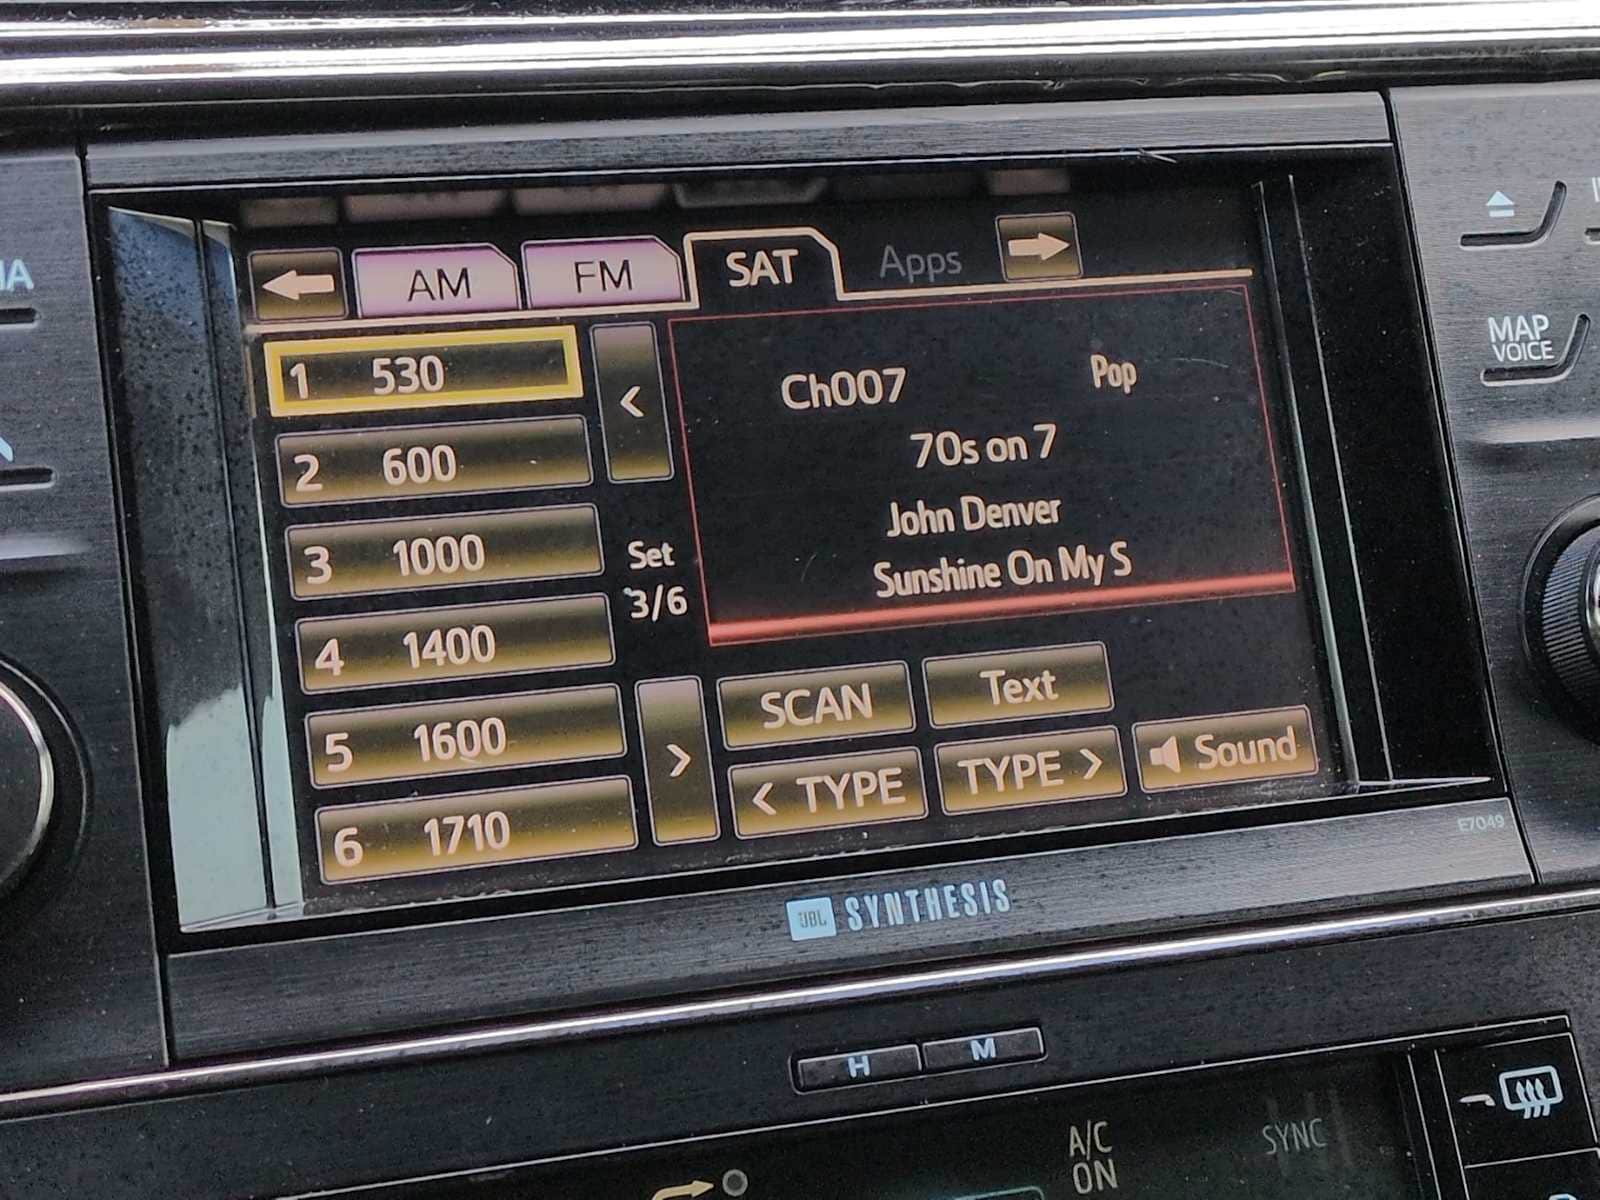 AM FM SAT Apps
1 530
2 600
3 1000
4 1400
5 1600
6 1710
<
Set
3/6
>
Ch007 Pop
70s on 7
John Denver
Sunshine On My S
SCAN Text
< TYPE TYPE > Sound
E7049
JBL SYNTHESIS
MAP
VOICE
H M
A/C
ON
SYNC